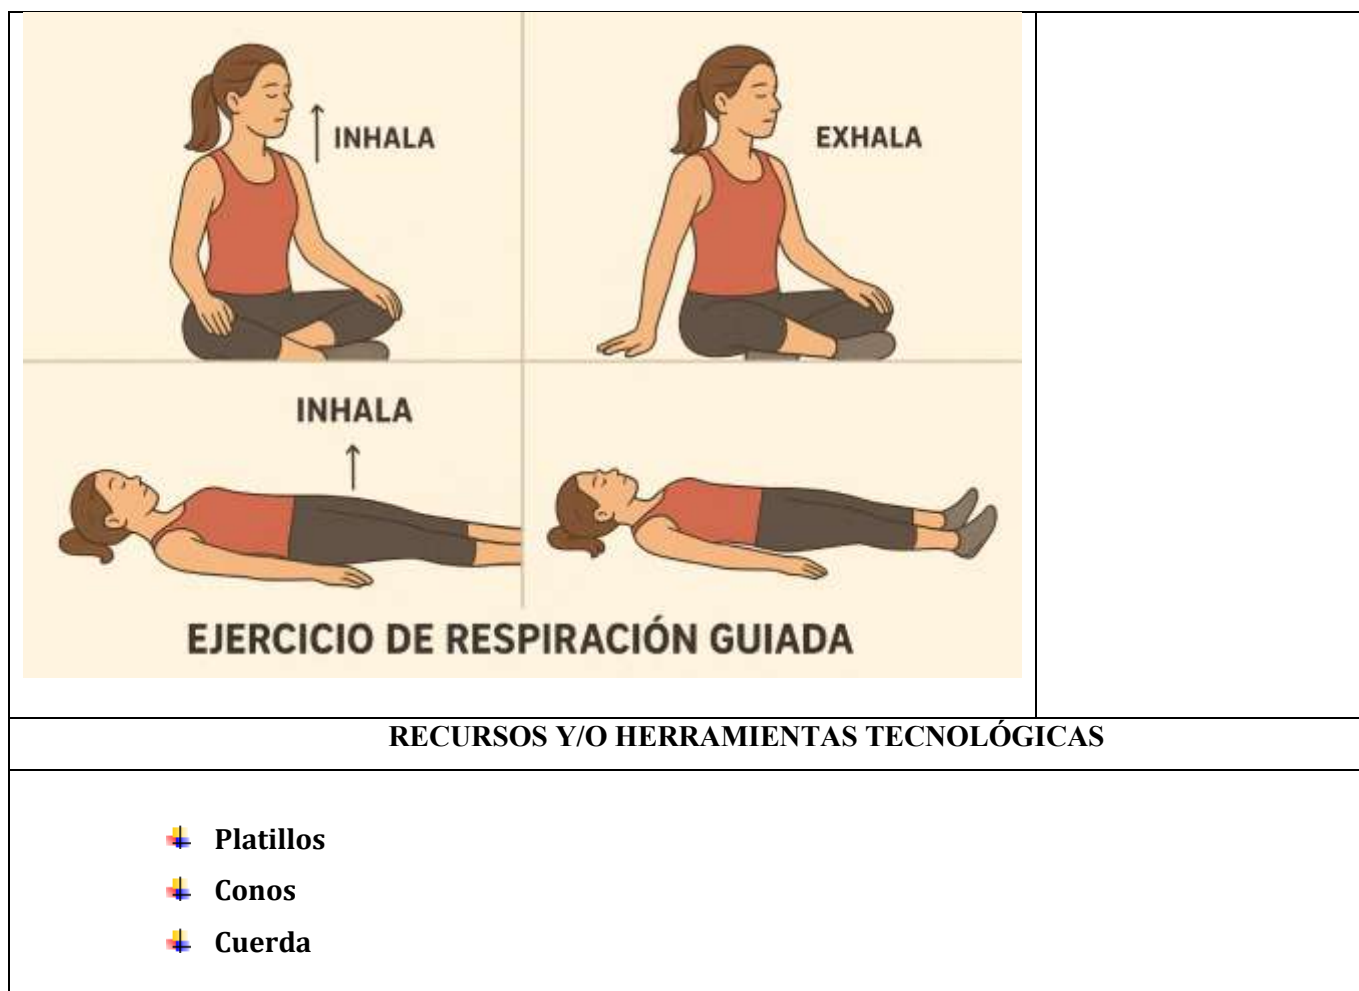 INHALA
EXHALA
INHALA
EJERCICIO DE RESPIRACIÓN GUIADA
RECURSOS Y/O HERRAMIENTAS TECNOLÓGICAS
Platillos
Conos
Cuerda